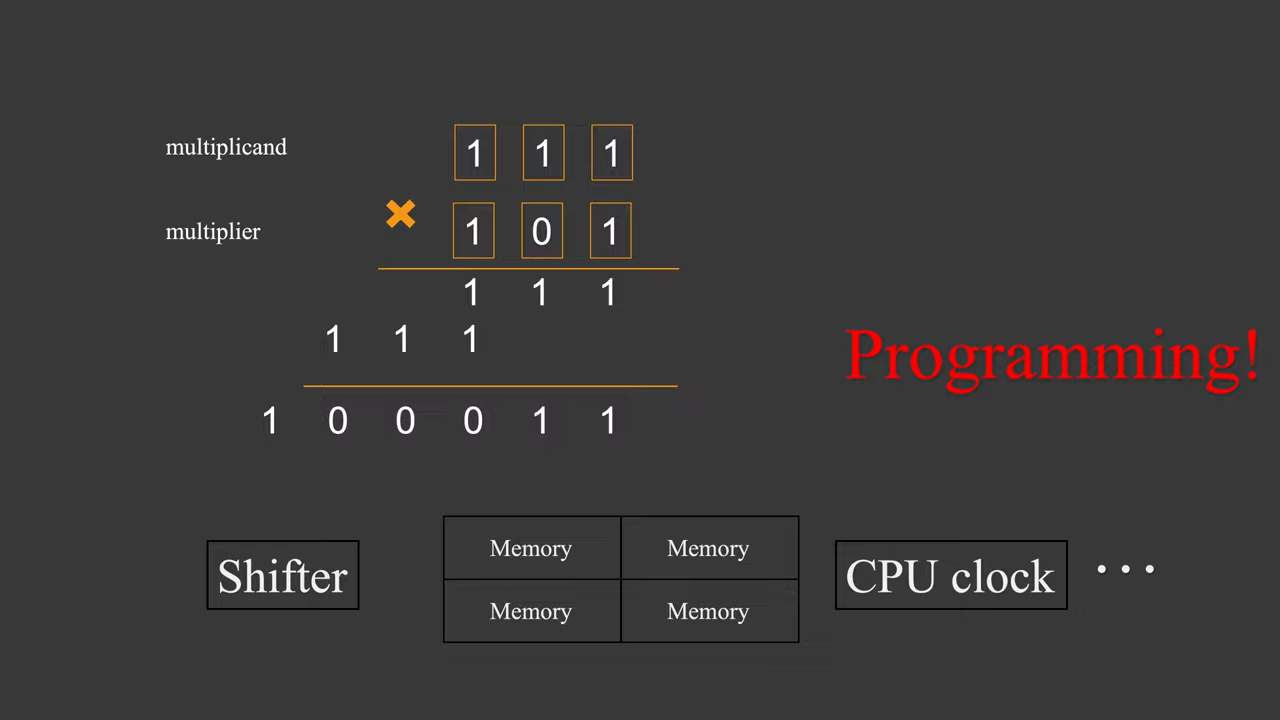 multiplicand 1 1 1
multiplier ✖ 1 0 1
1 1 1
1 1 1
Programming!
1 0 0 0 1 1
Shifter
Memory Memory
Memory Memory
CPU clock ...